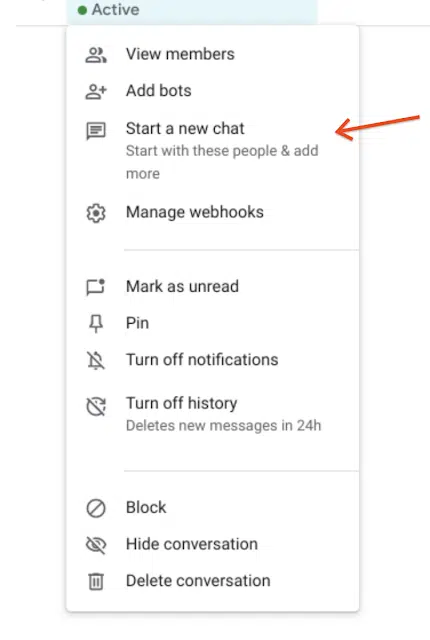 Active
View members
Add bots
Start a new chat
Start with these people & add
more
Manage webhooks
Mark as unread
Pin
Turn off notifications
Turn off history
Deletes new messages in 24h
Block
Hide conversation
Delete conversation